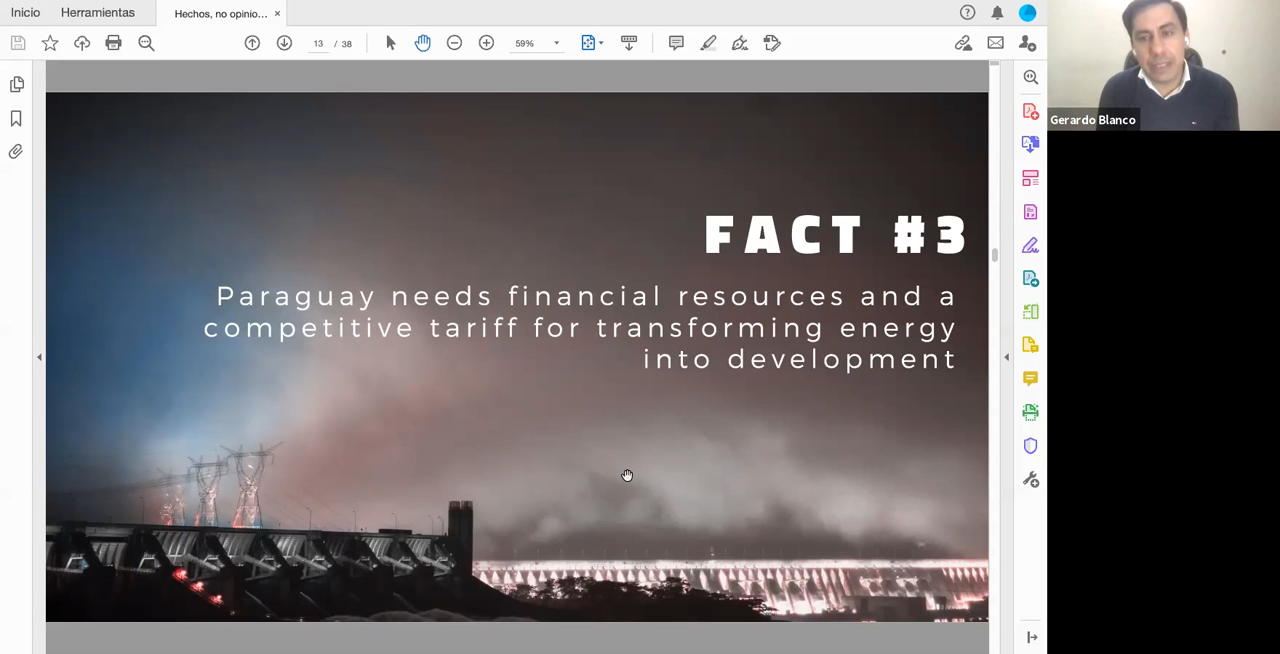 Inicio
Herramientas
Hechos, no opinio...
13 / 38
59%
FACT #3
Paraguay needs financial resources and a
competitive tariff for transforming energy
into development
Gerardo Blanco